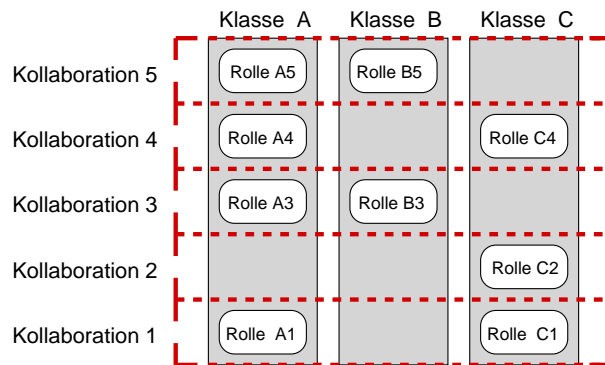 Klasse A Klasse B Klasse C
Kollaboration 5 Rolle A5 Rolle B5
Kollaboration 4 Rolle A4 Rolle C4
Kollaboration 3 Rolle A3 Rolle B3
Kollaboration 2 Rolle C2
Kollaboration 1 Rolle A1 Rolle C1